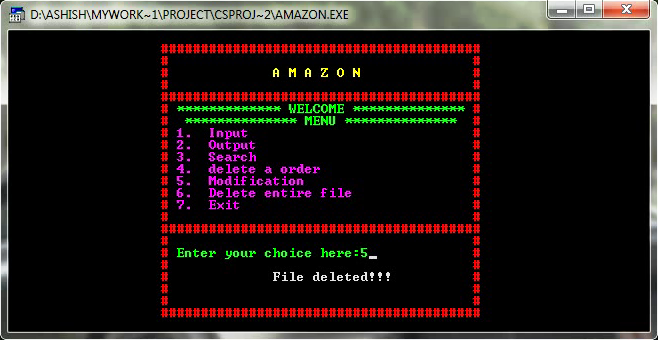 D:\ASHISH\MYWORK~1\PROJECT\CSPROJ~2\AMAZON.EXE
########################################
A M A Z O N
########################################
************* WELCOME **************
************** MENU **************
1. Input
2. Output
3. Search
4. delete a order
5. Modification
6. Delete entire file
7. Exit
########################################
Enter your choice here:5_
File deleted!!!
########################################